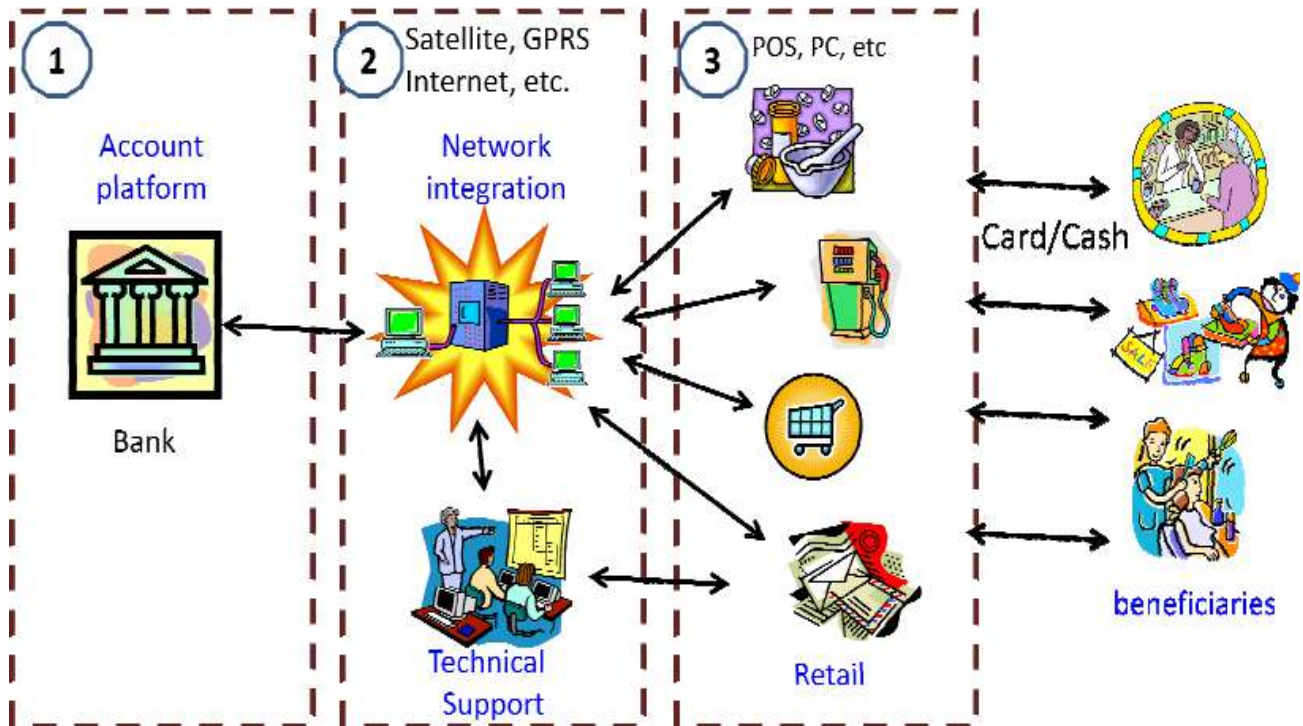 1
Account
platform
Bank
2
Satellite, GPRS
Internet, etc.
Network
integration
Technical
Support
3
POS, PC, etc
Retail
Card/Cash
SALE
beneficiaries